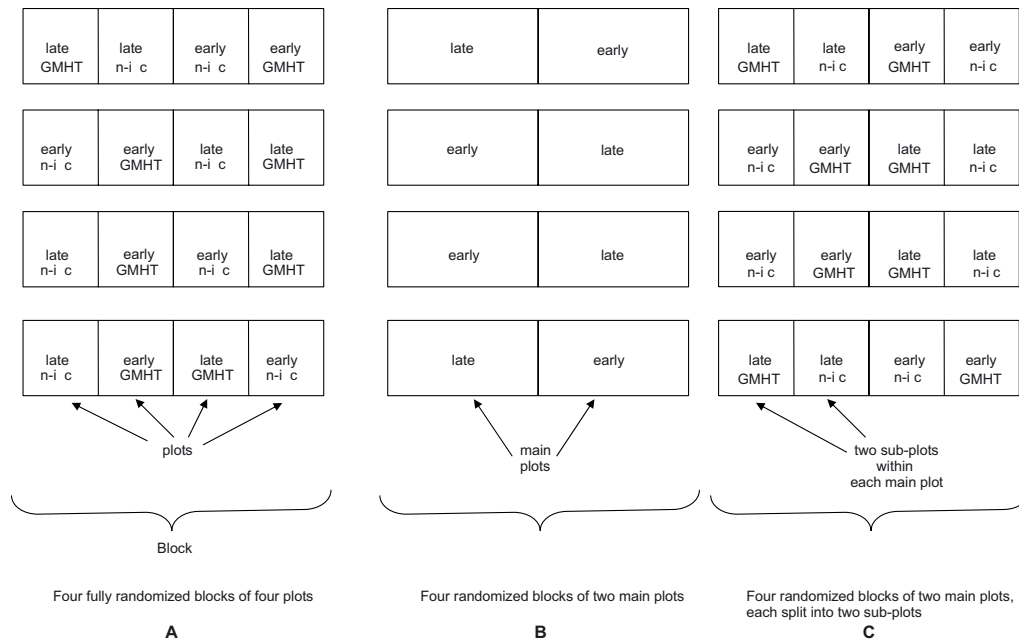 late
GMHT
late
n-i c
early
n-i c
early
GMHT
early
n-i c
early
GMHT
late
n-i c
late
GMHT
late
n-i c
early
GMHT
early
n-i c
late
GMHT
late
n-i c
early
GMHT
late
GMHT
early
n-i c
plots
Block
Four fully randomized blocks of four plots
A
late
early
early
late
early
late
late
early
main
plots
Four randomized blocks of two main plots
B
late
GMHT
late
n-i c
early
GMHT
early
n-i c
early
n-i c
early
GMHT
late
GMHT
late
n-i c
early
n-i c
early
GMHT
late
GMHT
late
n-i c
late
GMHT
late
n-i c
early
n-i c
early
GMHT
two sub-plots
within
each main plot
Four randomized blocks of two main plots,
each split into two sub-plots
C